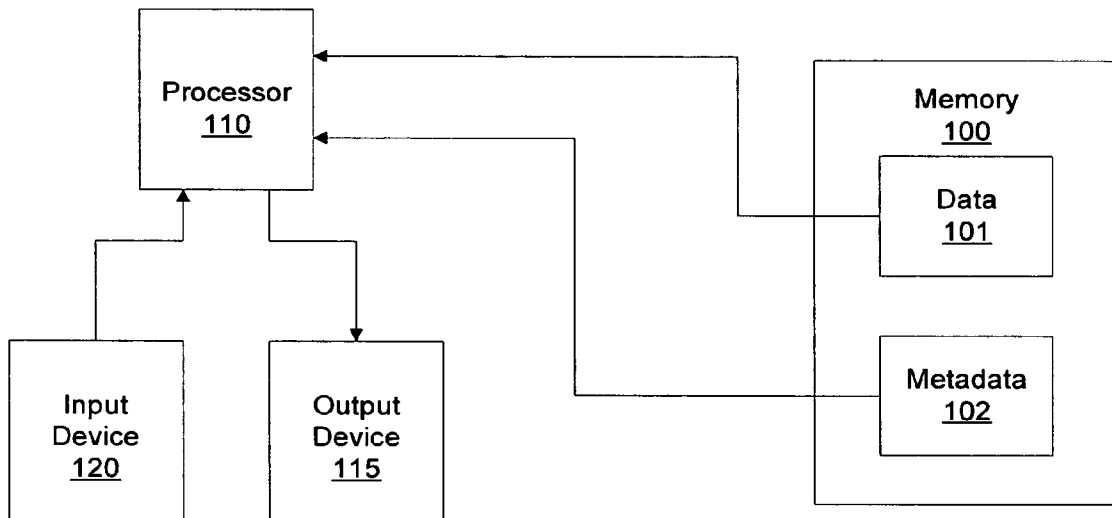 Processor
110
Memory
100
Data
101
Metadata
102
Input
Device
120
Output
Device
115